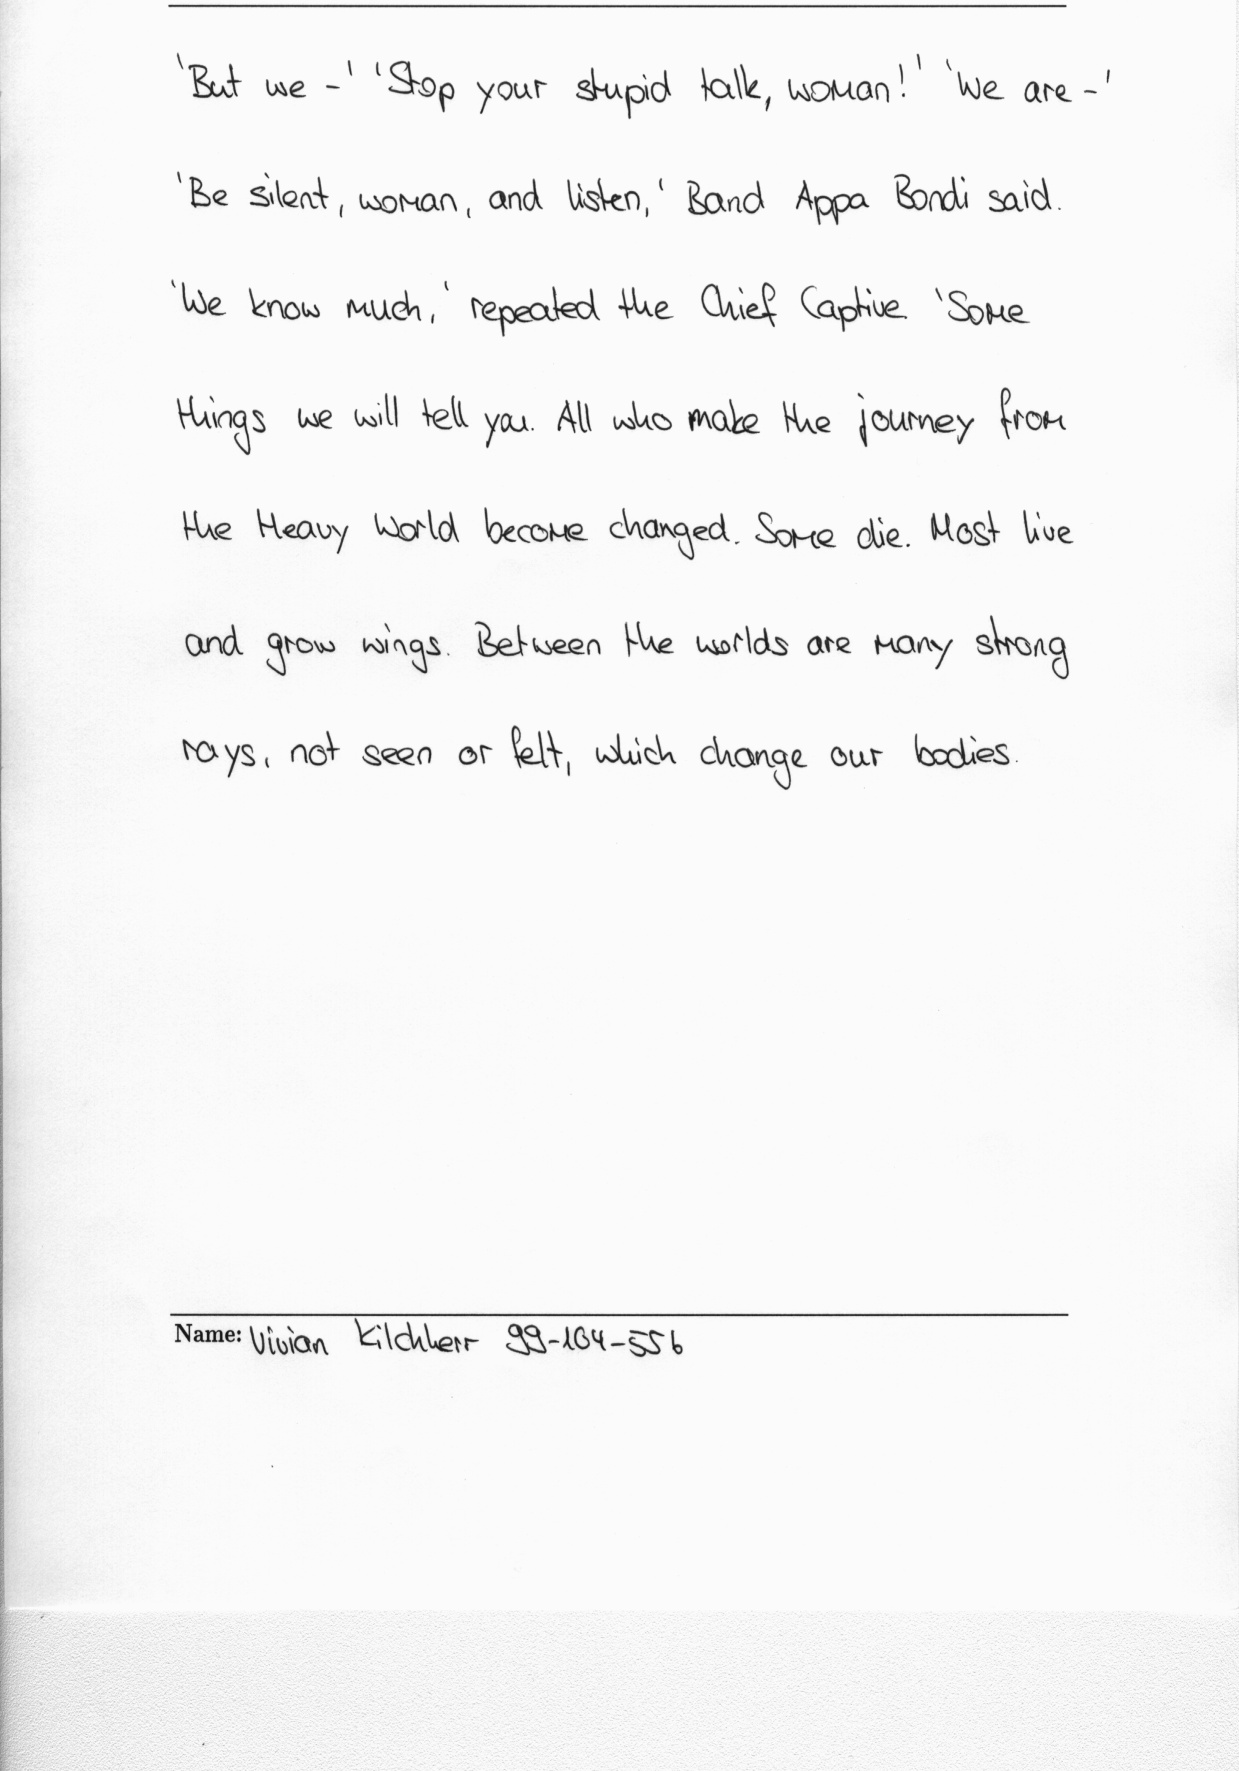 'But we -' 'Stop your stupid talk, woman!' 'We are -'
'Be silent, woman, and listen,' Band Appa Bondi said.
'We know much,' repeated the Chief Captive. 'Some
things we will tell you. All who make the journey from
the Heavy World become changed. Some die. Most live
and grow wings. Between the worlds are many strong
rays, not seen or felt, which change our bodies.
Name: Vivian Kilchherr 99-104-556